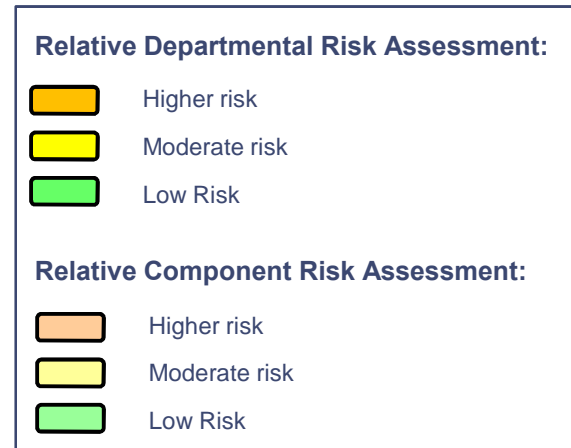 Relative Departmental Risk Assessment:
Higher risk
Moderate risk
Low Risk
Relative Component Risk Assessment:
Higher risk
Moderate risk
Low Risk